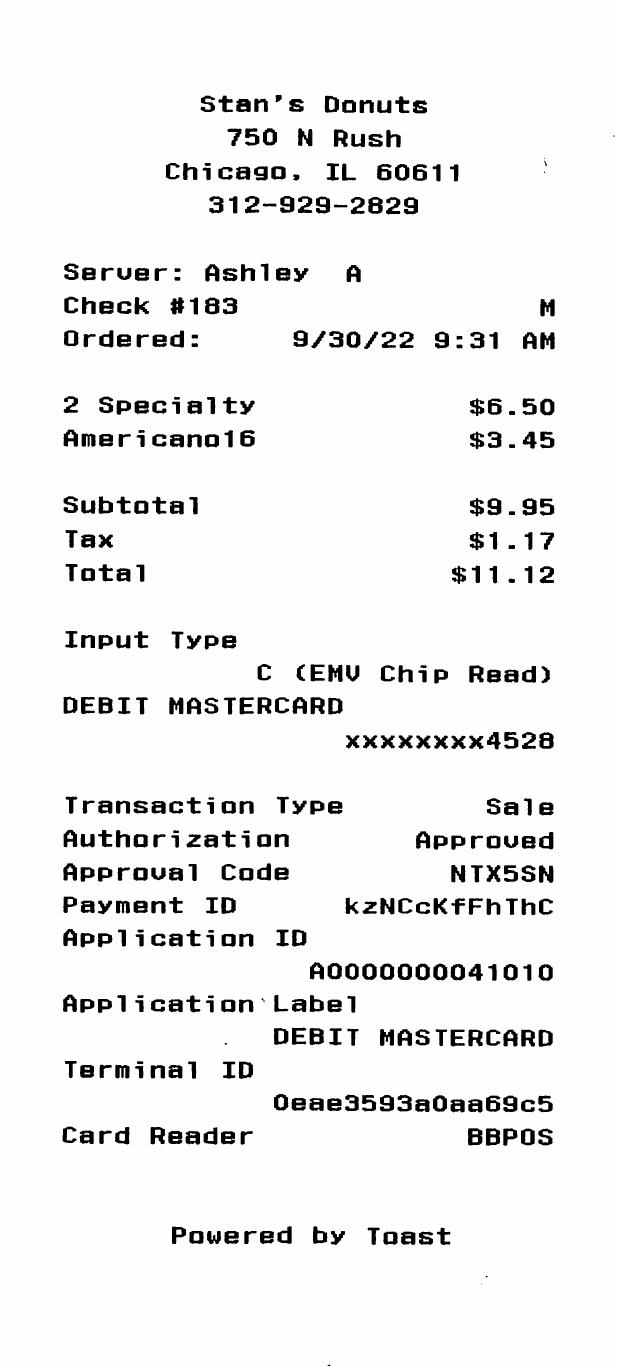 Stan's Donuts
750 N Rush
Chicago, IL 60611
312-929-2829
Server: Ashley A
Check #183 M
Ordered: 9/30/22 9:31 AM
2 Specialty $6.50
Americano16 $3.45
Subtotal $9.95
Tax $1.17
Total $11.12
Input Type
C (EMV Chip Read)
DEBIT MASTERCARD
xxxxxxxx4528
Transaction Type Sale
Authorization Approved
Approval Code NTX5SN
Payment ID kzNCcKfFhThC
Application ID
A0000000041010
Application Label
DEBIT MASTERCARD
Terminal ID
0eae3593a0aa69c5
Card Reader BBPOS
Powered by Toast